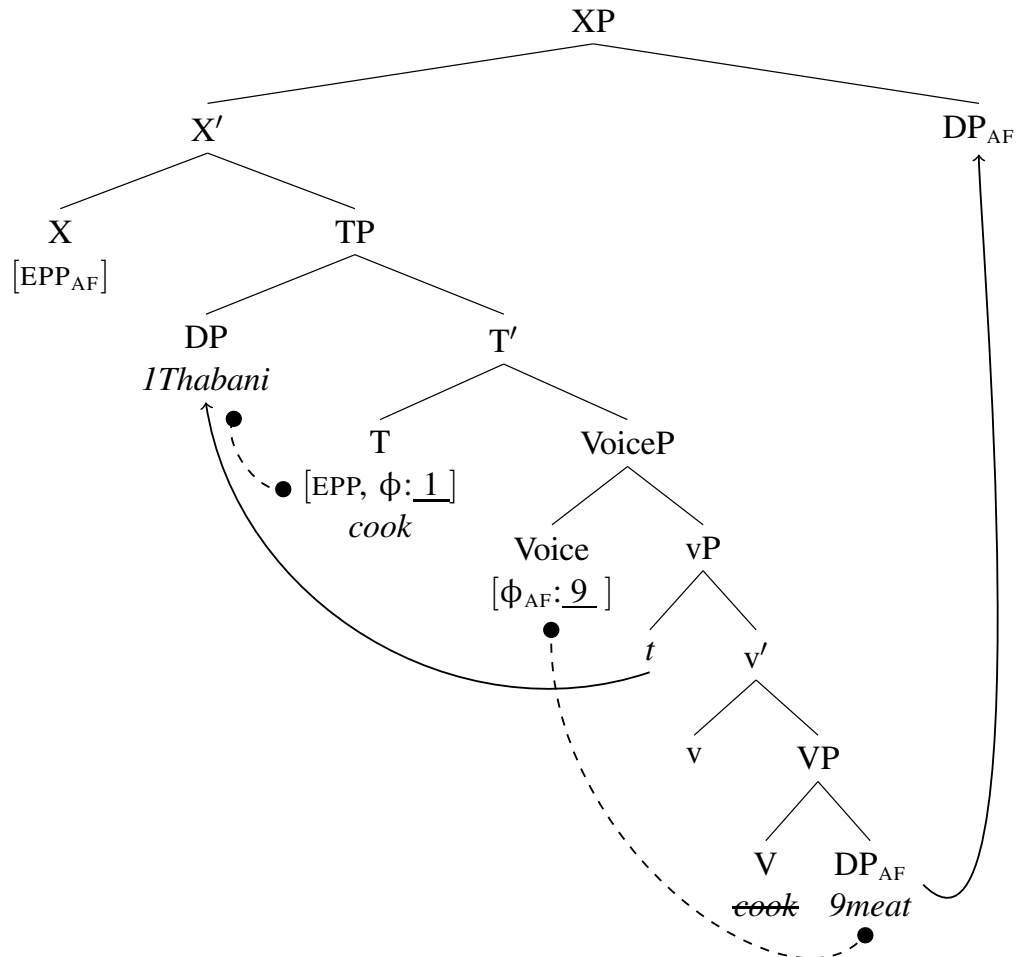 XP
X′ DP_AF
X TP
[EPP_AF]
DP T′
1Thabani
T VoiceP
[EPP, ϕ: 1 ]
cook
Voice vP
[ϕ_AF: 9 ]
t v′
v VP
V DP_AF
cook 9meat